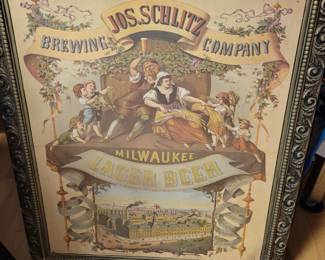 JOS. SCHLITZ
BREWING COMPANY
MILWAUKEE
LAGER BEER